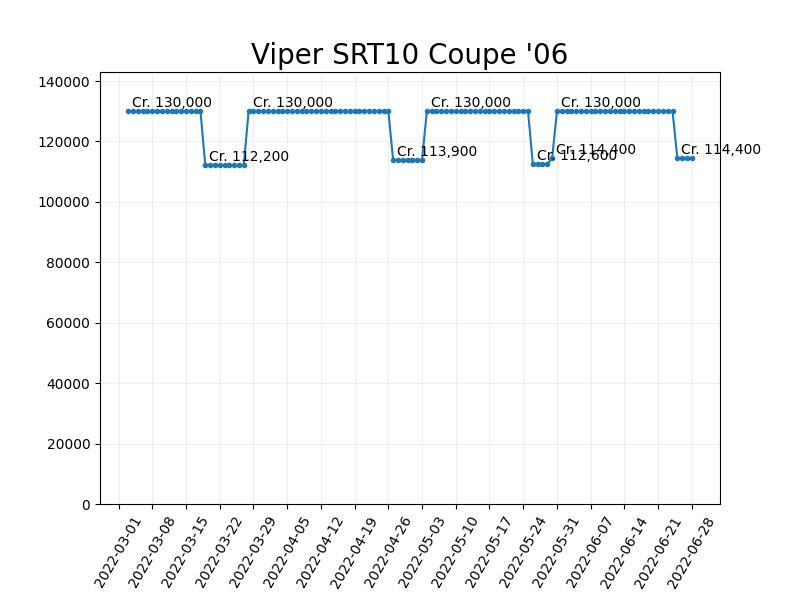 Viper SRT10 Coupe '06
140000
120000
100000
80000
60000
40000
20000
0
Cr. 130,000
Cr. 112,200
Cr. 130,000
Cr. 113,900
Cr. 130,000
Cr. 112,600
Cr. 114,400
Cr. 130,000
Cr. 114,400
2022-03-01
2022-03-08
2022-03-15
2022-03-22
2022-03-29
2022-04-05
2022-04-12
2022-04-19
2022-04-26
2022-05-03
2022-05-10
2022-05-17
2022-05-24
2022-05-31
2022-06-07
2022-06-14
2022-06-21
2022-06-28